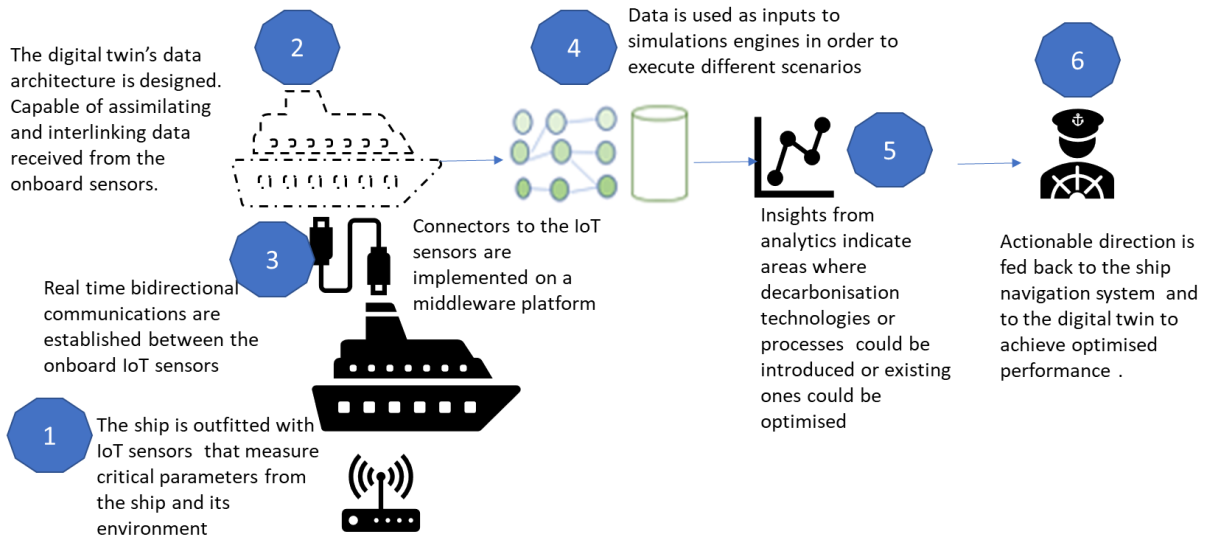 1
The ship is outfitted with
IoT sensors that measure
critical parameters from
the ship and its
environment
2
The digital twin’s data
architecture is designed.
Capable of assimilating
and interlinking data
received from the
onboard sensors.
3
Real time bidirectional
communications are
established between the
onboard IoT sensors
Connectors to the IoT
sensors are
implemented on a
middleware platform
4
Data is used as inputs to
simulations engines in order to
execute different scenarios
5
Insights from
analytics indicate
areas where
decarbonisation
technologies or
processes could be
introduced or existing
ones could be
optimised
6
Actionable direction is
fed back to the ship
navigation system and
to the digital twin to
achieve optimised
performance .